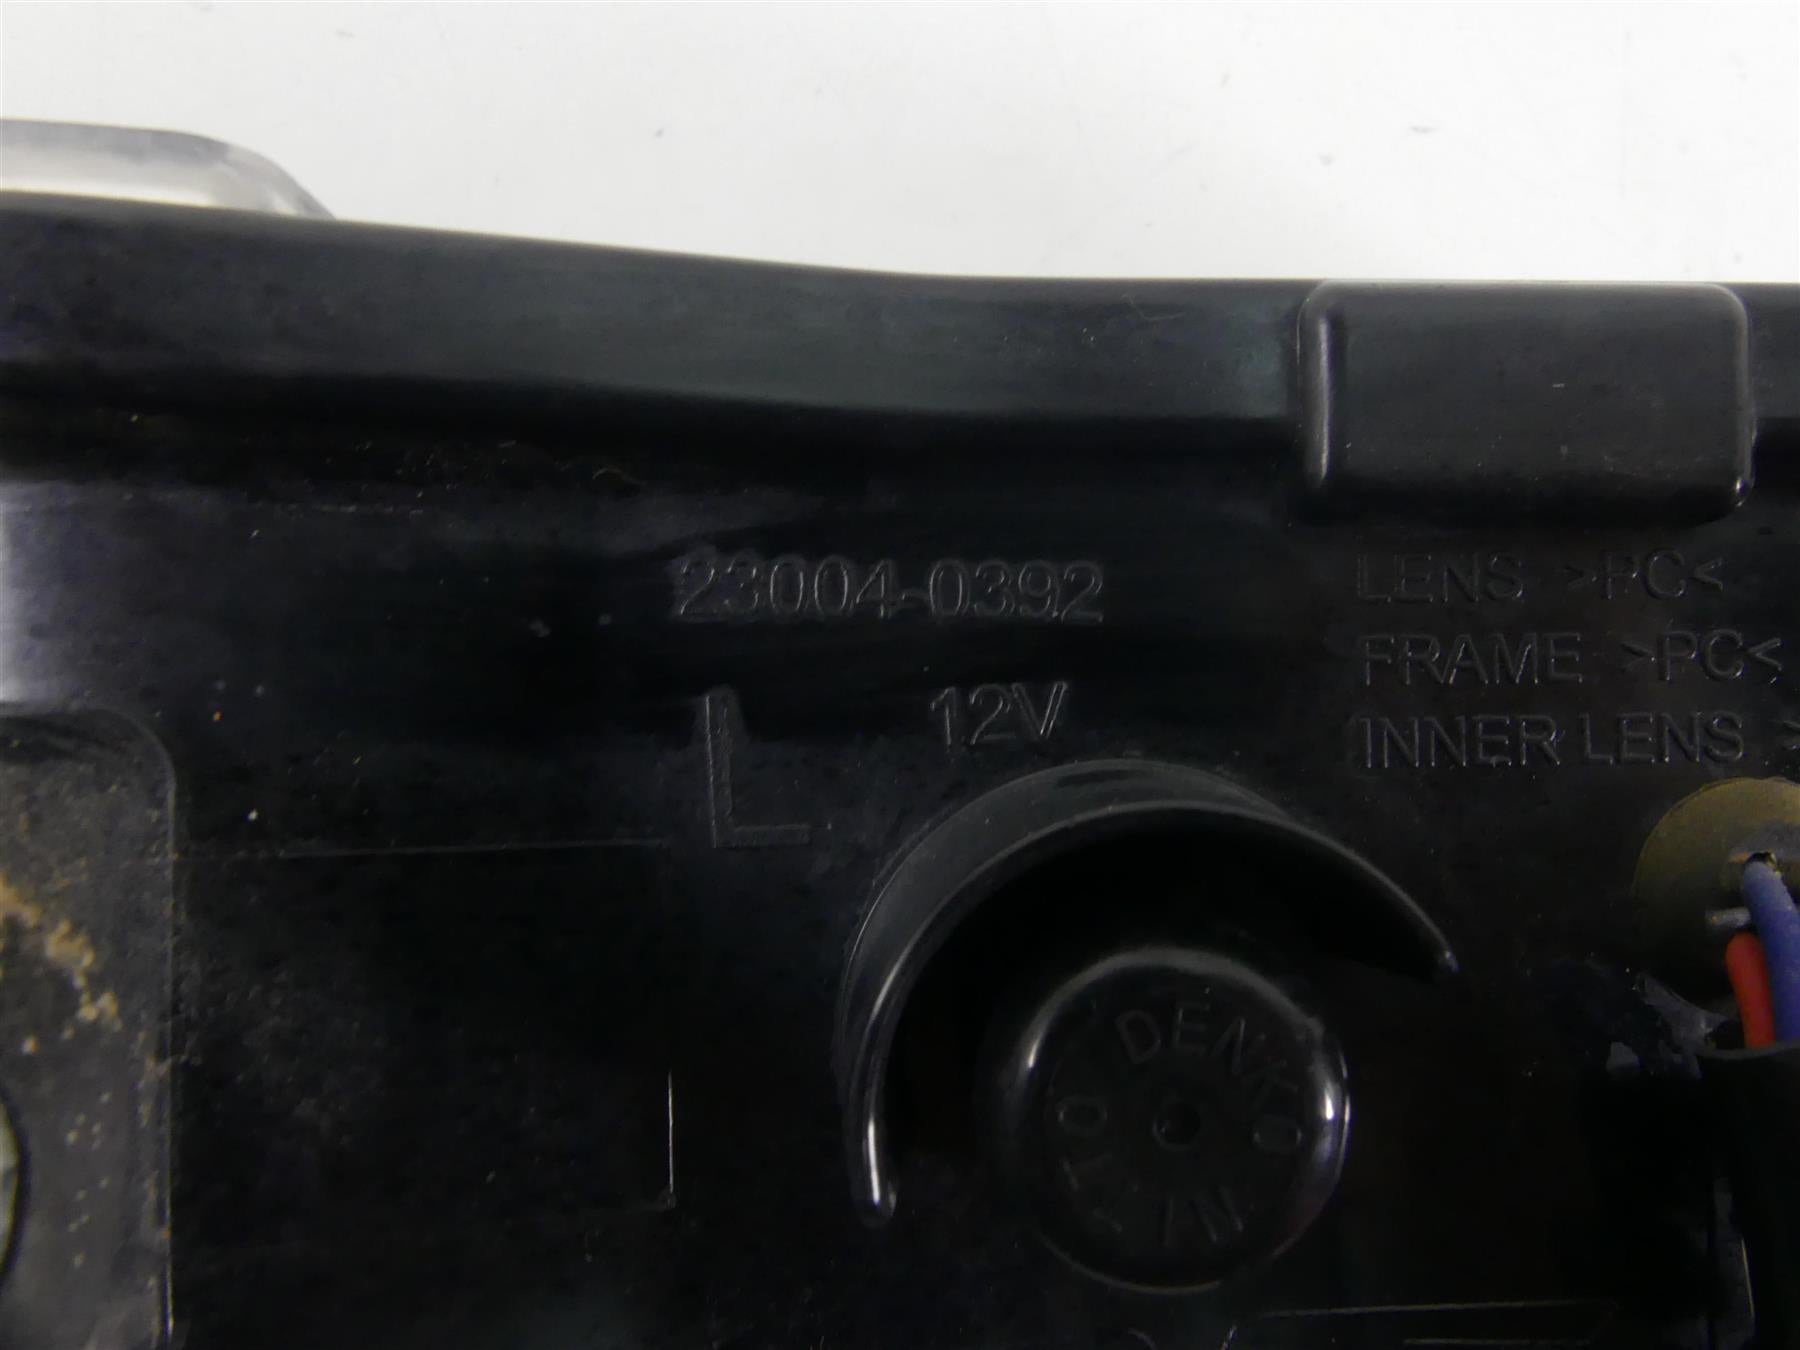 23004-0392
L 12V
LENS >PC<
FRAME >PC<
INNER LENS >
DENKO